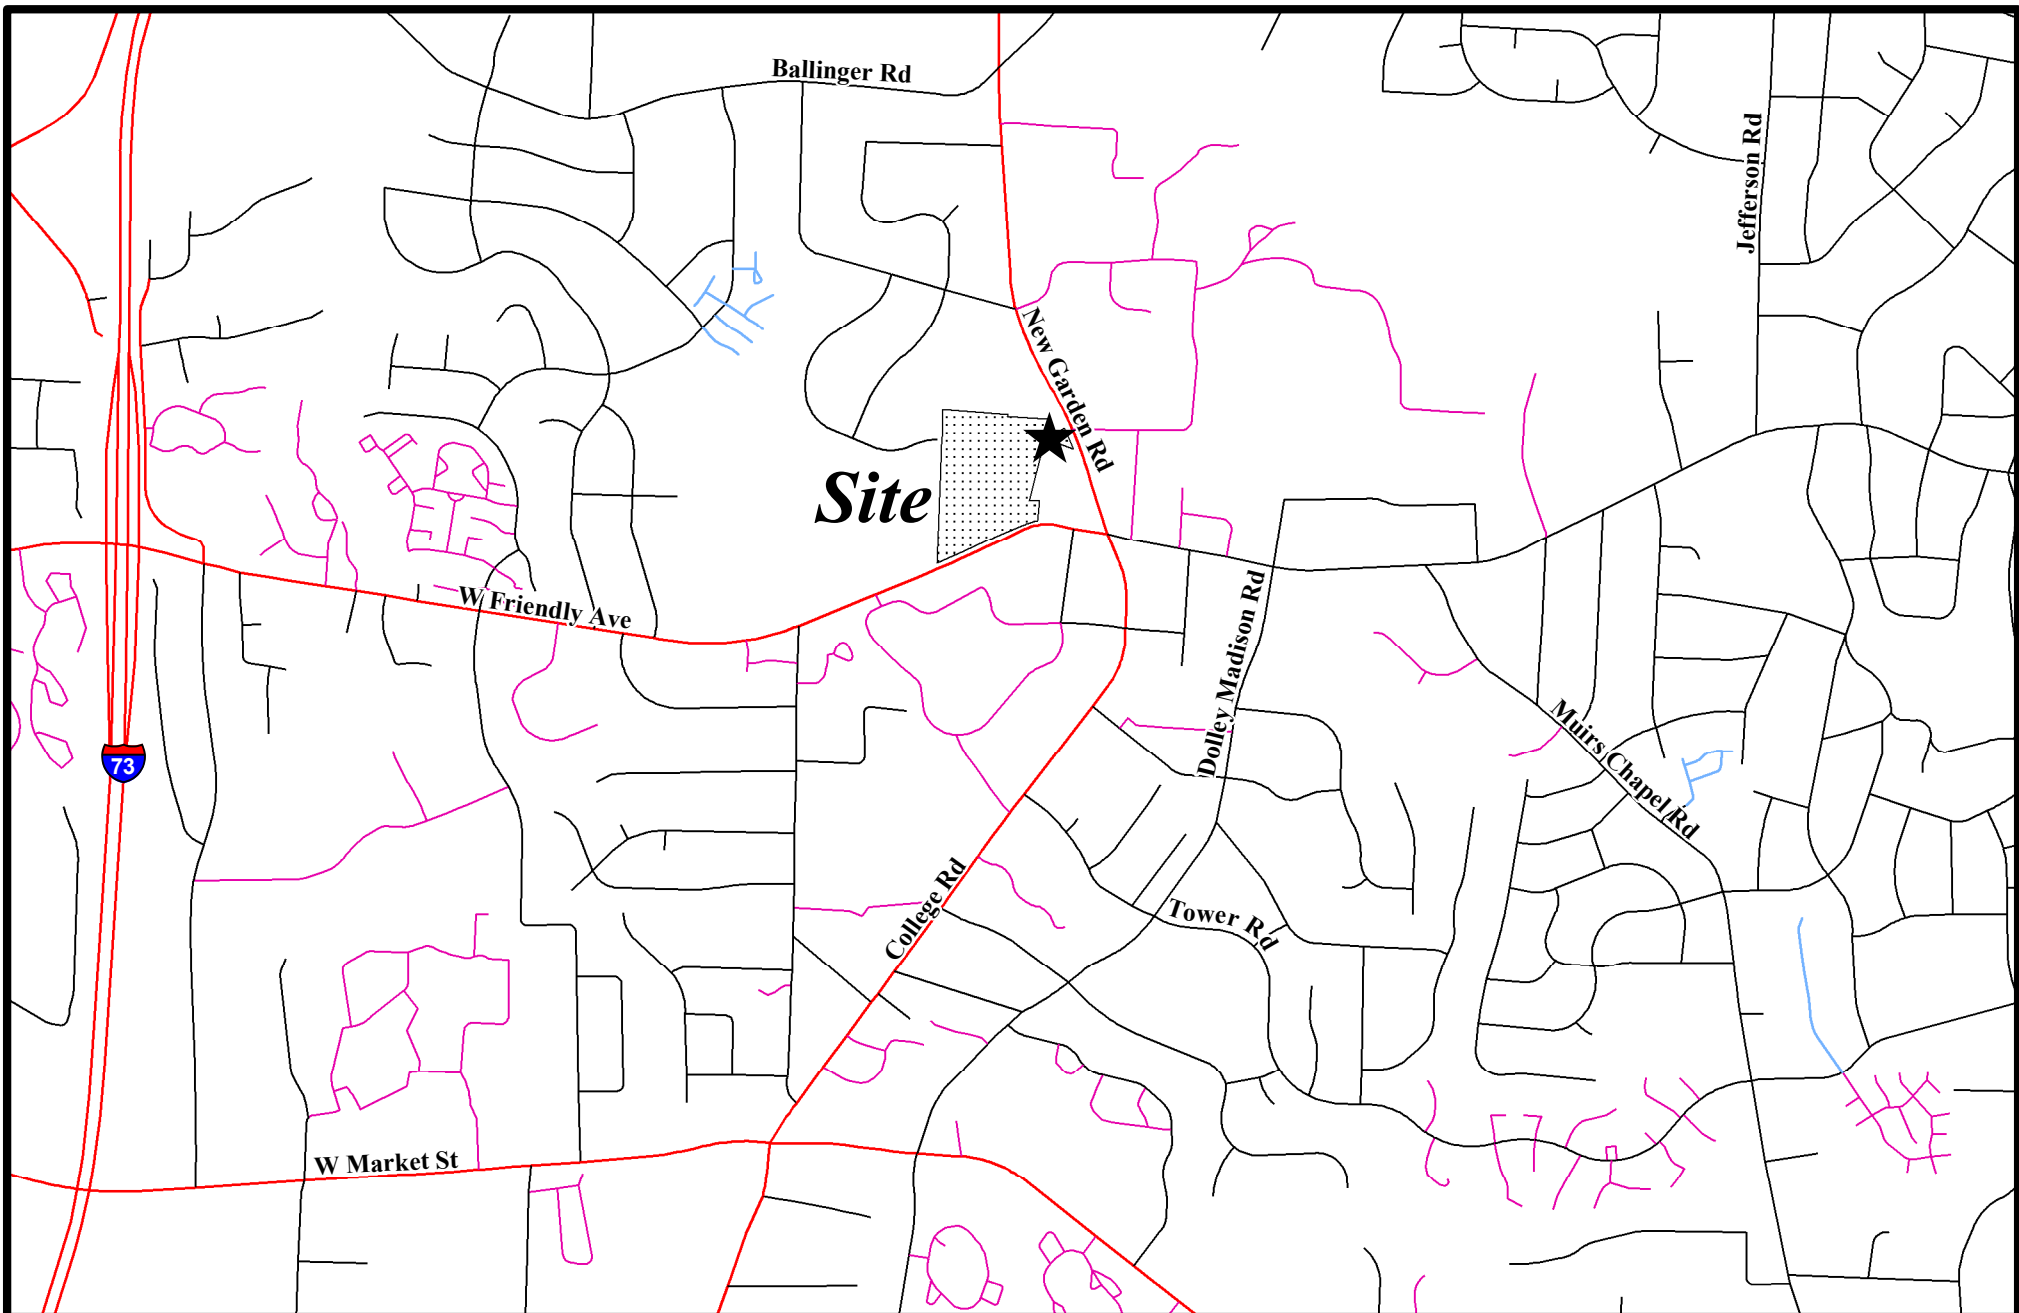 Ballinger Rd
Jefferson Rd
New Garden Rd
Site
W Friendly Ave
Dolley Madison Rd
Muirs Chapel Rd
73
College Rd
Tower Rd
W Market St